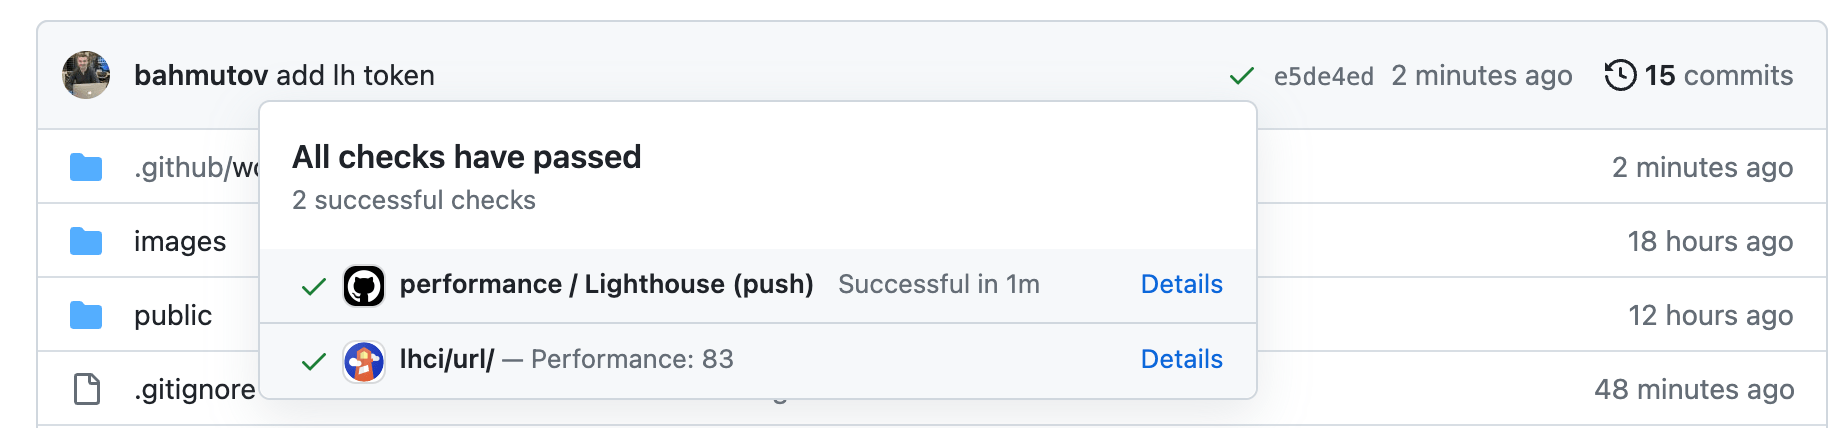 bahmutov add lh token e5de4ed 2 minutes ago 15 commits
All checks have passed
.github/ 2 minutes ago
2 successful checks
images 18 hours ago
performance / Lighthouse (push) Successful in 1m Details
public 12 hours ago
lhci/url/ — Performance: 83 Details
.gitignore 48 minutes ago